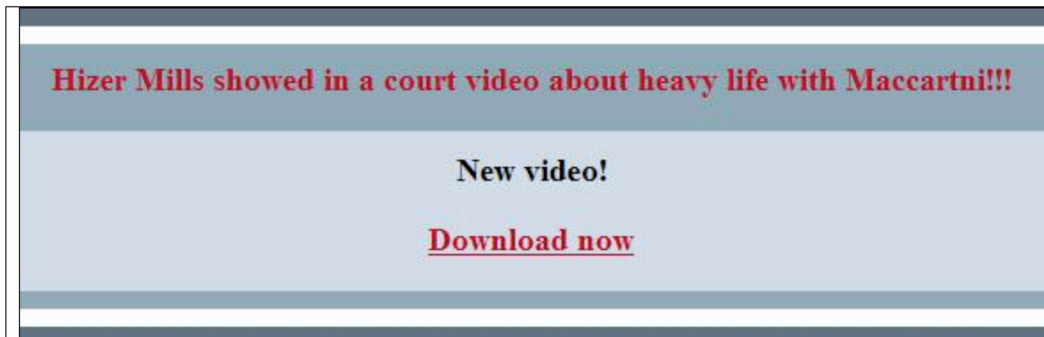 Hizer Mills showed in a court video about heavy life with Maccartni!!!
New video!
Download now